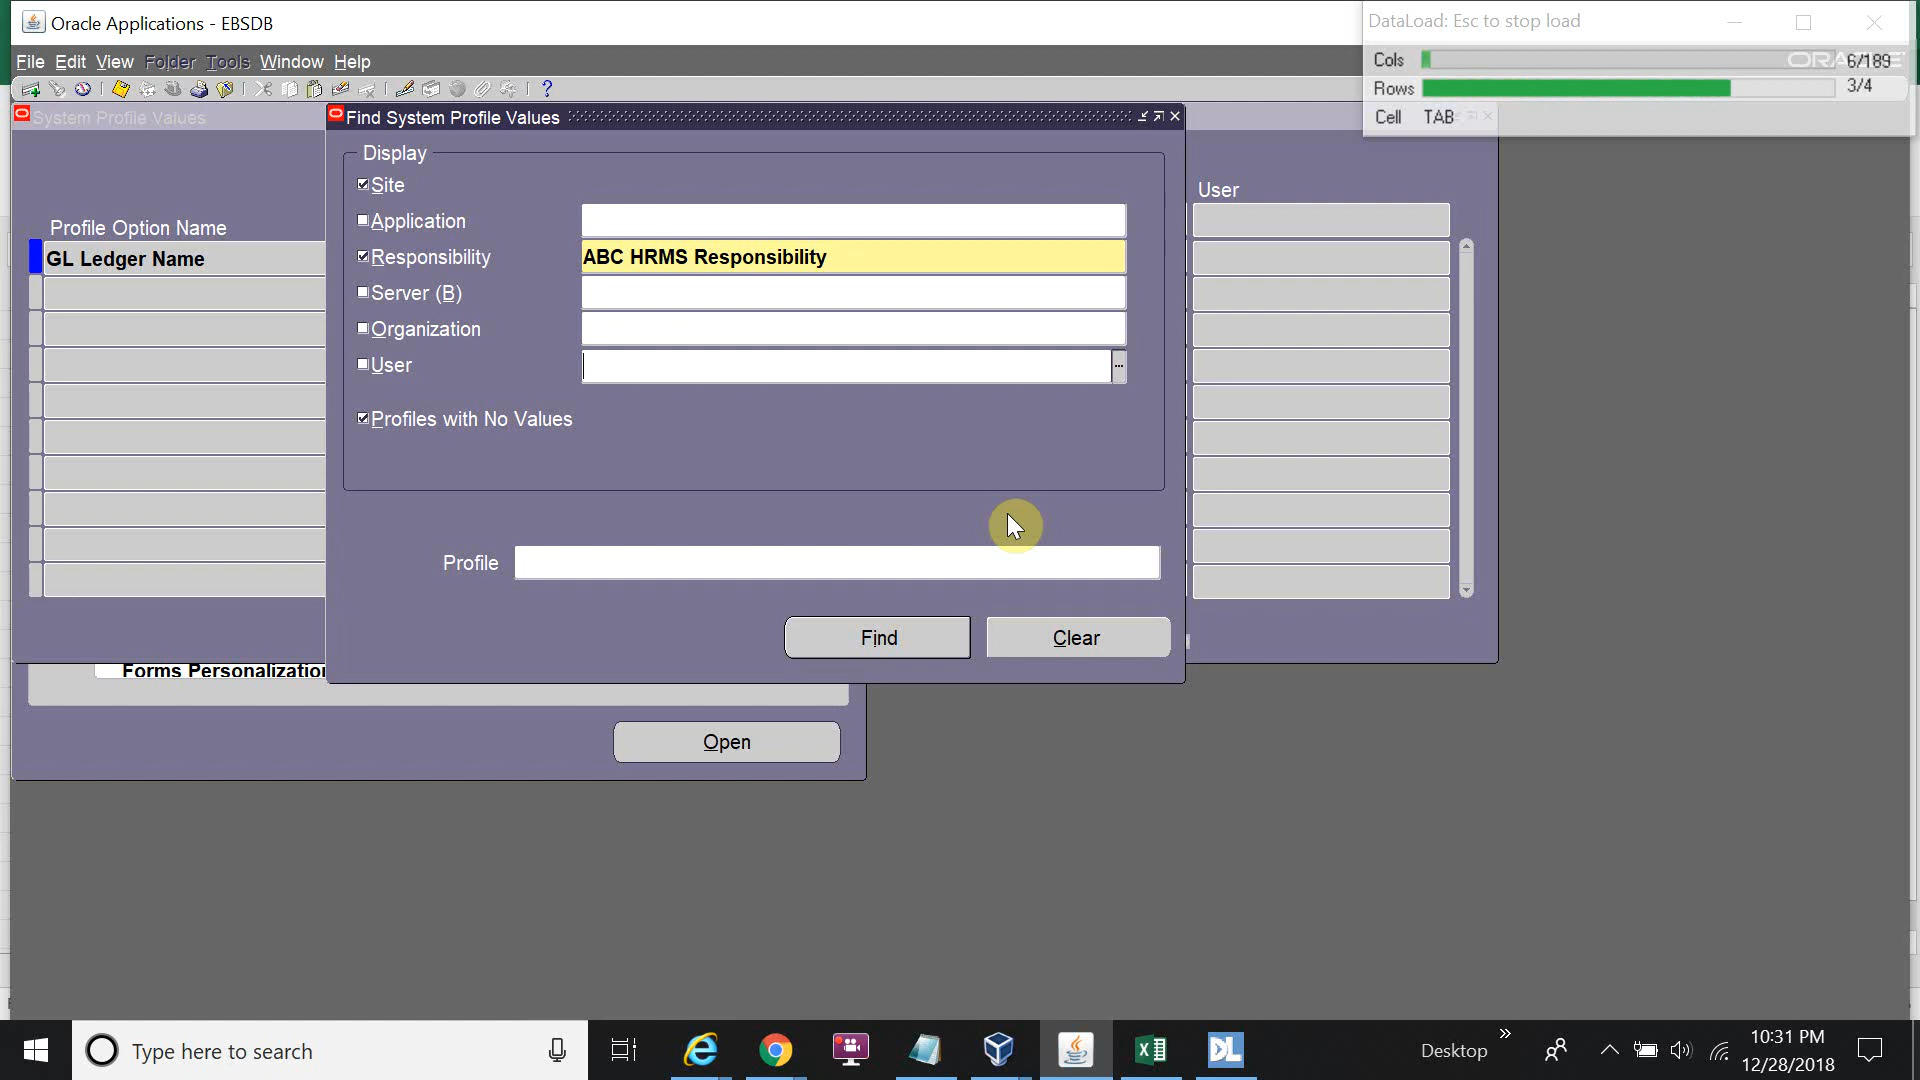 Oracle Applications - EBSDB
DataLoad: Esc to stop load
File Edit View Folder Tools Window Help
Cols 6/189
Rows 3/4
Cell TAB
System Profile Values
Find System Profile Values
Display
Site
Application
Responsibility
ABC HRMS Responsibility
Server (B)
Organization
User
Profiles with No Values
User
Profile Option Name
GL Ledger Name
Profile
Find
Clear
Open
Type here to search
Desktop
10:31 PM
12/28/2018